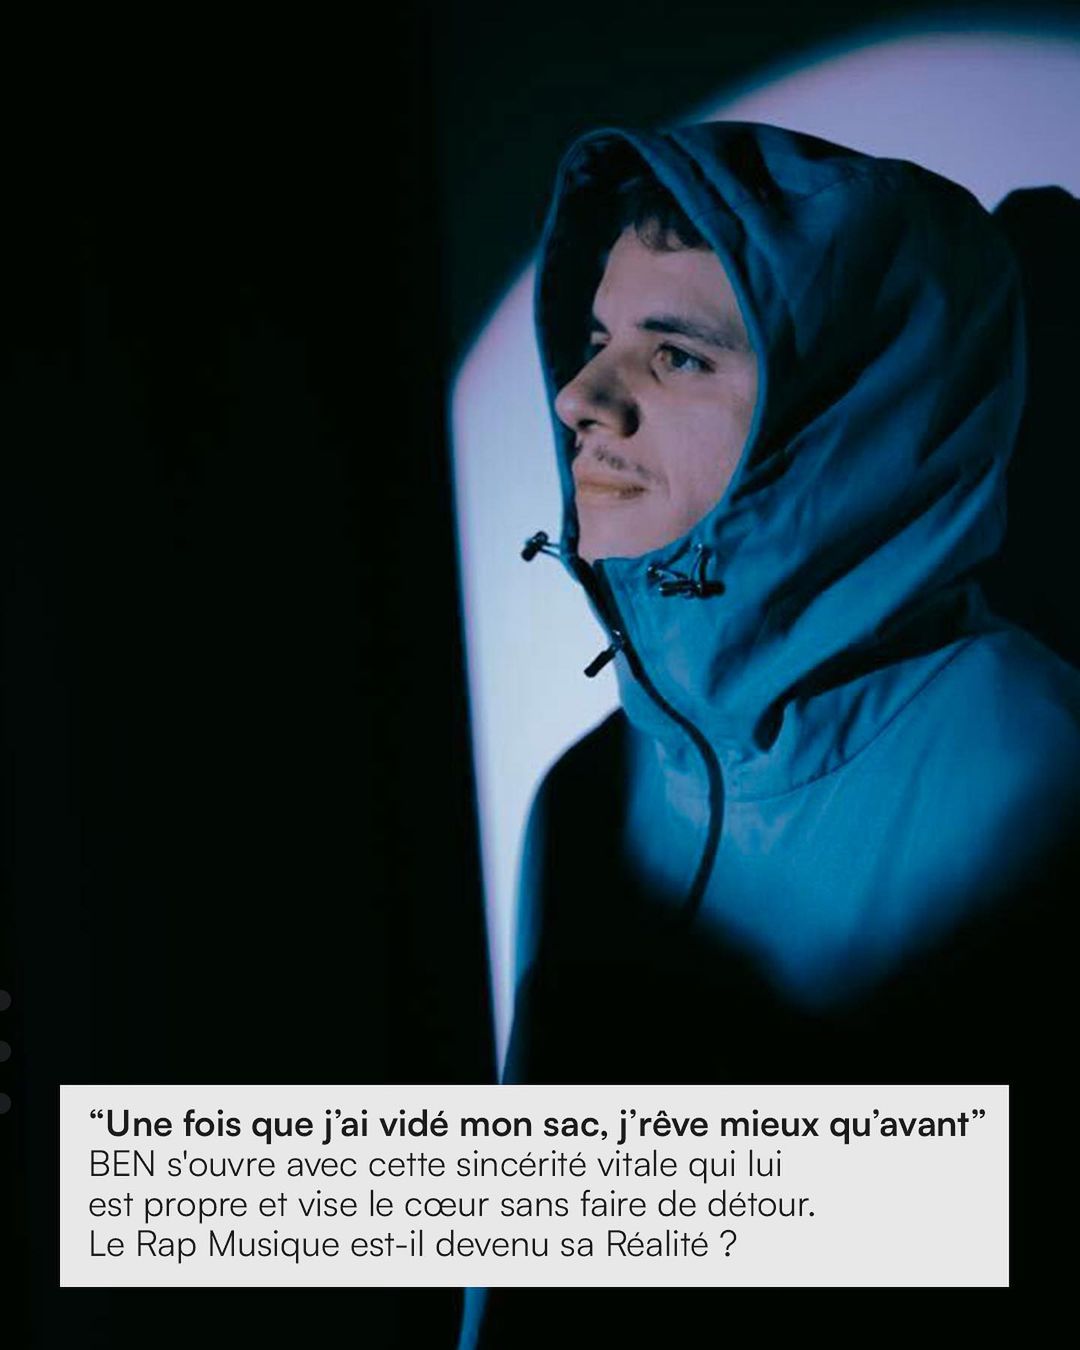 “Une fois que j’ai vidé mon sac, j’rêve mieux qu’avant”
BEN s'ouvre avec cette sincérité vitale qui lui
est propre et vise le cœur sans faire de détour.
Le Rap Musique est-il devenu sa Réalité ?